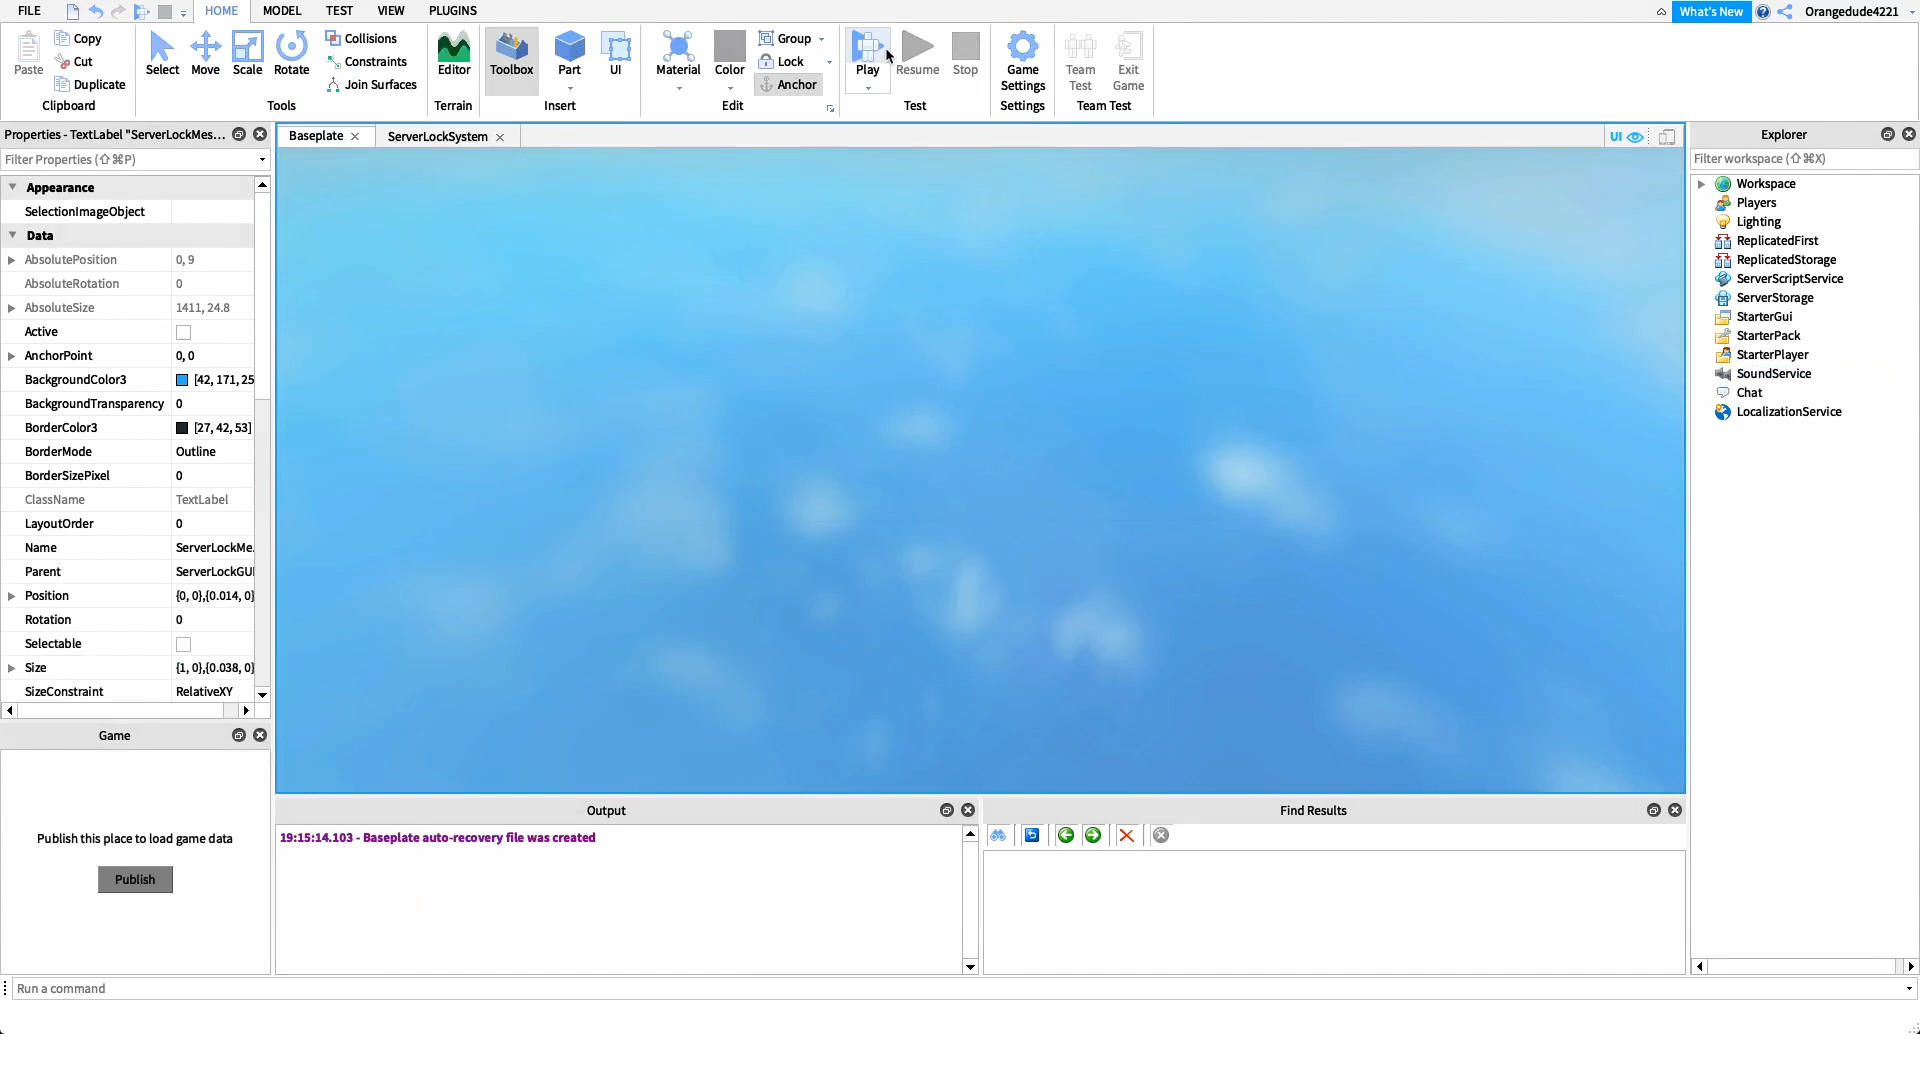 FILE HOME MODEL TEST VIEW PLUGINS What's New Orangedude4221
Paste Copy Cut Duplicate Clipboard
Select Move Scale Rotate Collisions Constraints Join Surfaces Tools
Editor Terrain
Toolbox Part UI Insert
Material Color Group Lock Anchor Edit
Play Resume Stop Test
Game Settings Settings
Team Test Exit Game Team Test
Properties - TextLabel "ServerLockMes...
Filter Properties (⇧⌘P)
Appearance
SelectionImageObject
Data
AbsolutePosition 0, 9
AbsoluteRotation 0
AbsoluteSize 1411, 24.8
Active
AnchorPoint 0, 0
BackgroundColor3 [42, 171, 25
BackgroundTransparency 0
BorderColor3 [27, 42, 53]
BorderMode Outline
BorderSizePixel 0
ClassName TextLabel
LayoutOrder 0
Name ServerLockMe.
Parent ServerLockGUI
Position {0, 0},{0.014, 0}
Rotation 0
Selectable
Size {1, 0},{0.038, 0}
SizeConstraint RelativeXY
Game
Publish this place to load game data
Publish
Baseplate ServerLockSystem UI
Output
19:15:14.103 - Baseplate auto-recovery file was created
Find Results
Explorer
Filter workspace (⇧⌘X)
Workspace
Players
Lighting
ReplicatedFirst
ReplicatedStorage
ServerScriptService
ServerStorage
StarterGui
StarterPack
StarterPlayer
SoundService
Chat
LocalizationService
Run a command